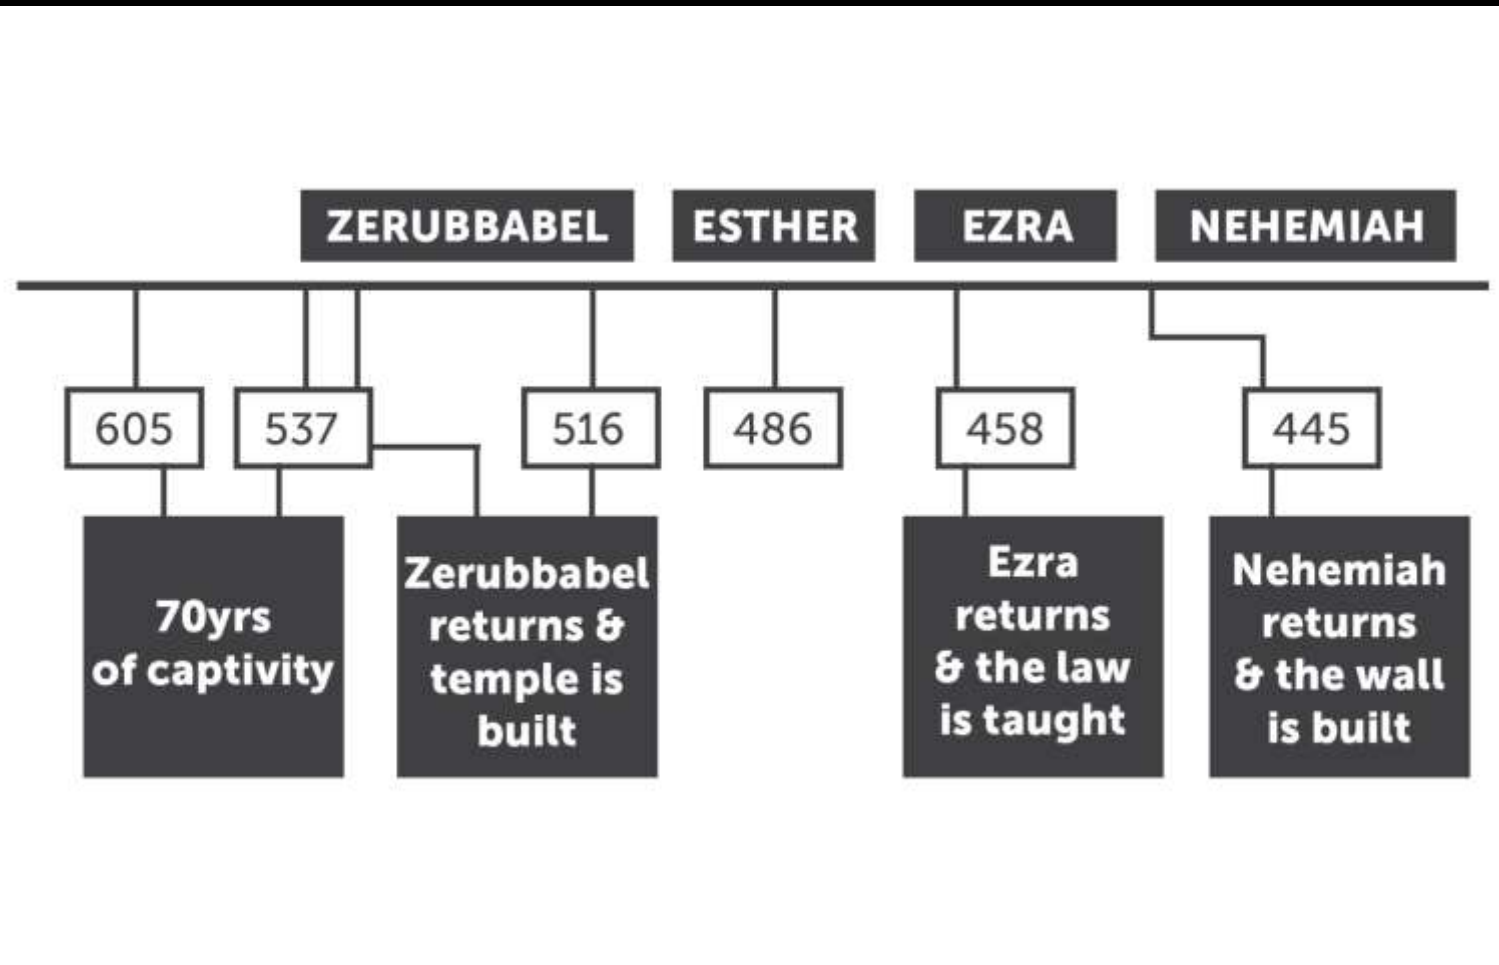 ZERUBBABEL
ESTHER
EZRA
NEHEMIAH
605
537
516
486
458
445
70yrs
of captivity
Zerubbabel
returns &
temple is
built
Ezra
returns
& the law
is taught
Nehemiah
returns
& the wall
is built